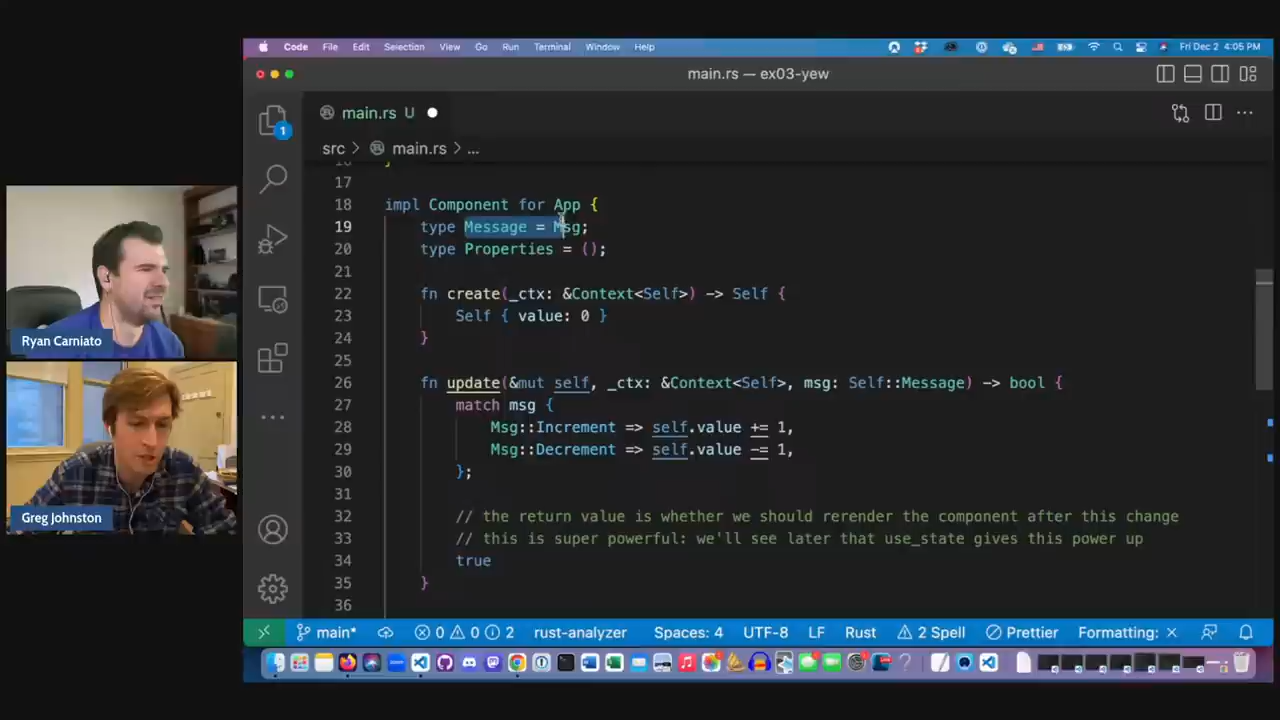 Code File Edit Selection View Go Run Terminal Window Help Fri Dec 2 4:05 PM
main.rs — ex03-yew
main.rs U
src > main.rs > ...
1
16 }
17
18 impl Component for App {
19 type Message = Msg;
20 type Properties = ();
21
22 fn create(_ctx: &Context<Self>) -> Self {
23 Self { value: 0 }
24 }
25
26 fn update(&mut self, _ctx: &Context<Self>, msg: Self::Message) -> bool {
27 match msg {
28 Msg::Increment => self.value += 1,
29 Msg::Decrement => self.value -= 1,
30 };
31
32 // the return value is whether we should rerender the component after this change
33 // this is super powerful: we'll see later that use_state gives this power up
34 true
35 }
36
Ryan Carniato
Greg Johnston
main* 0 0 2 rust-analyzer Spaces: 4 UTF-8 LF Rust 2 Spell Prettier Formatting: ×